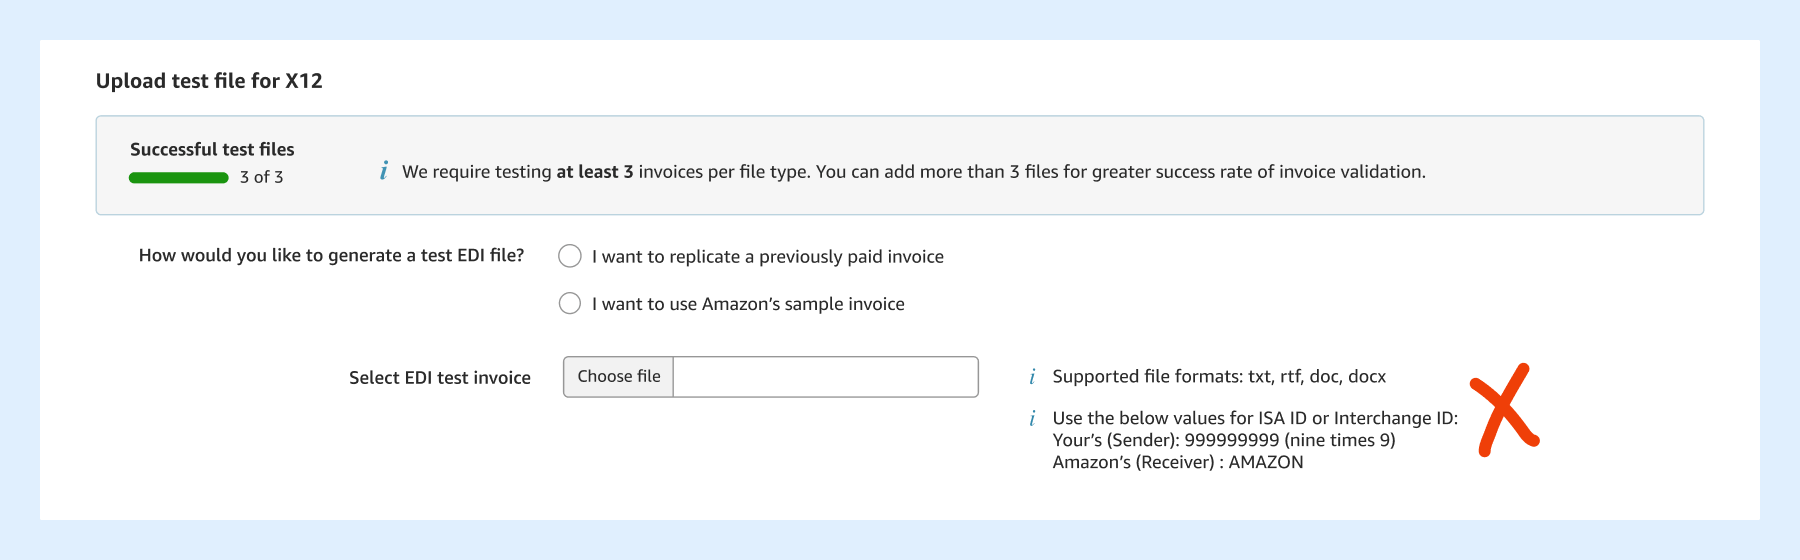 Upload test file for X12
Successful test files
3 of 3
i We require testing at least 3 invoices per file type. You can add more than 3 files for greater success rate of invoice validation.
How would you like to generate a test EDI file?
I want to replicate a previously paid invoice
I want to use Amazon’s sample invoice
Select EDI test invoice
Choose file
i Supported file formats: txt, rtf, doc, docx
i Use the below values for ISA ID or Interchange ID:
Your’s (Sender): 999999999 (nine times 9)
Amazon’s (Receiver) : AMAZON